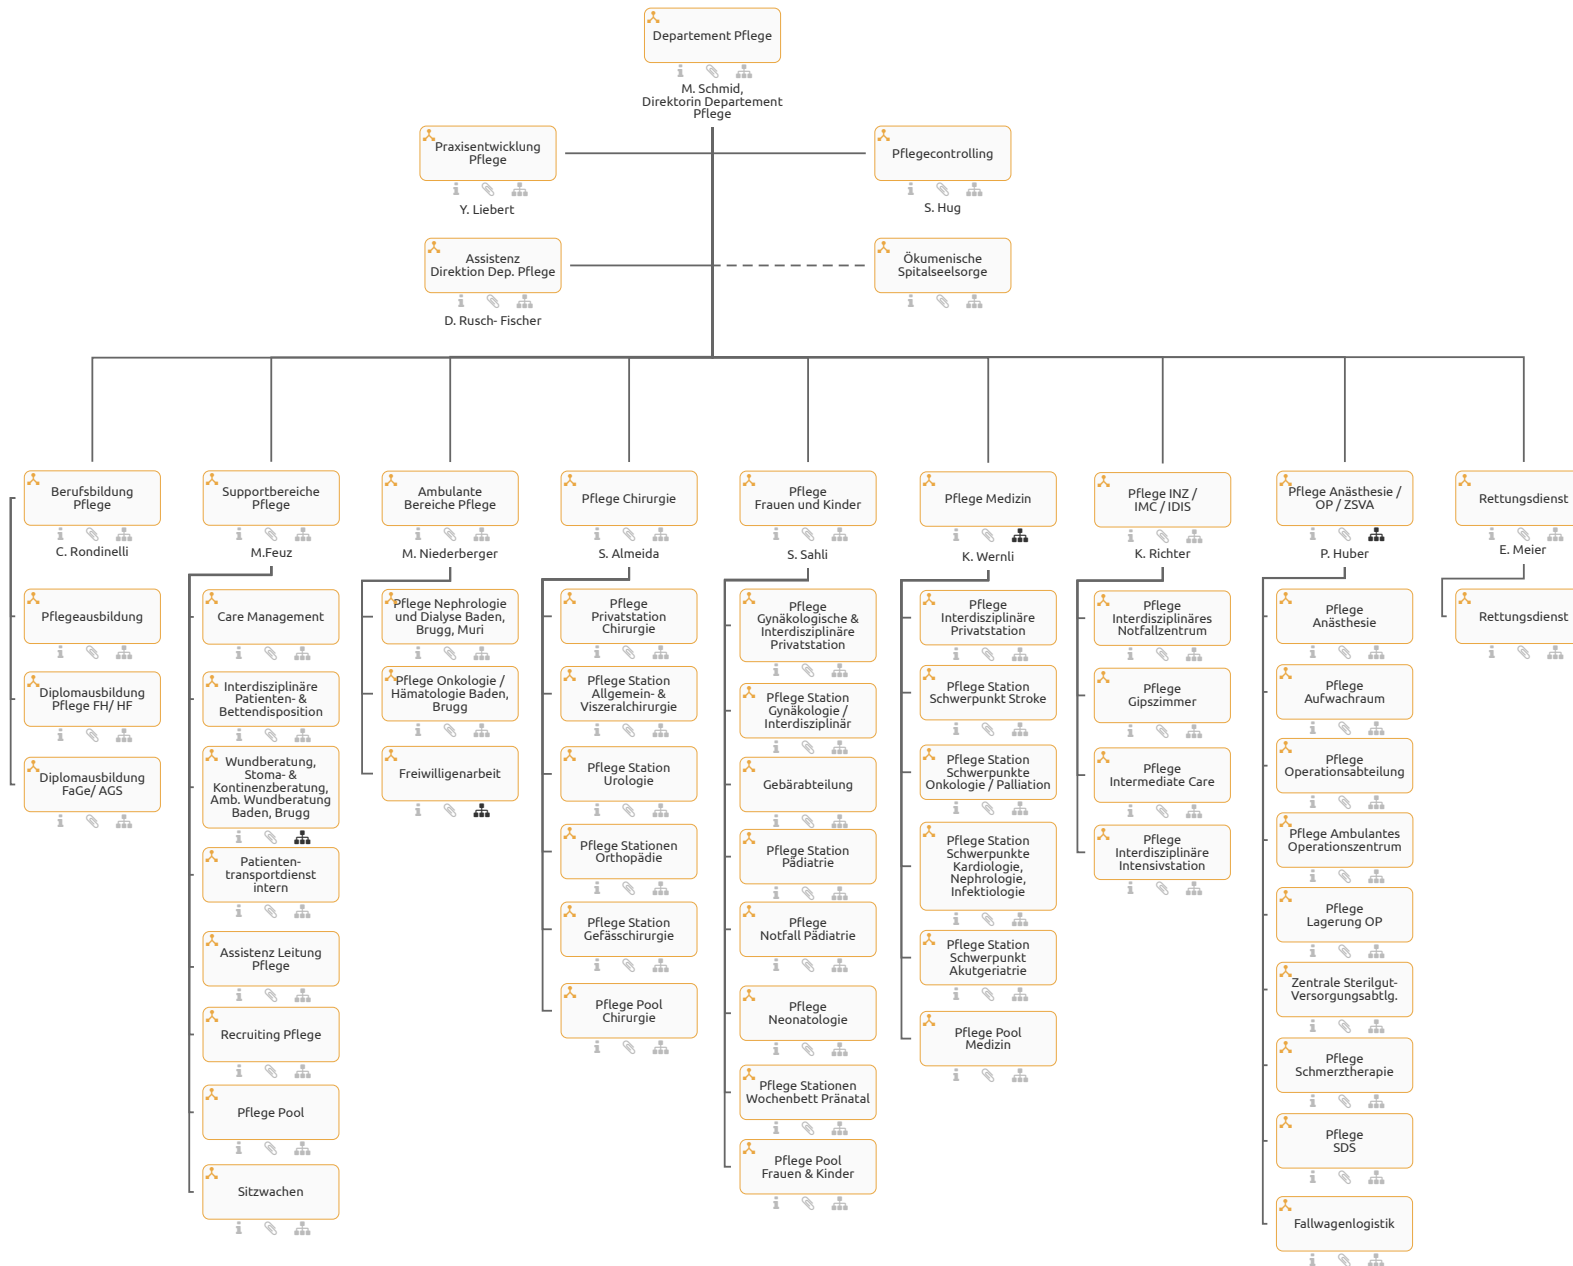 Departement Pflege
M. Schmid,
Direktorin Departement
Pflege
Praxisentwicklung
Pflege
Y. Liebert
Pflegecontrolling
S. Hug
Assistenz
Direktion Dep. Pflege
D. Rusch- Fischer
Ökumenische
Spitalseelsorge
Berufsbildung
Pflege
C. Rondinelli
Pflegeausbildung
Diplomausbildung
Pflege FH/ HF
Diplomausbildung
FaGe/ AGS
Supportbereiche
Pflege
M.Feuz
Care Management
Interdisziplinäre
Patienten- &
Bettendisposition
Wundberatung,
Stoma- &
Kontinenzberatung,
Amb. Wundberatung
Baden, Brugg
Patienten-
transportdienst
intern
Assistenz Leitung
Pflege
Recruiting Pflege
Pflege Pool
Sitzwachen
Ambulante
Bereiche Pflege
M. Niederberger
Pflege Nephrologie
und Dialyse Baden,
Brugg, Muri
Pflege Onkologie /
Hämatologie Baden,
Brugg
Freiwilligenarbeit
Pflege Chirurgie
S. Almeida
Pflege
Privatstation
Chirurgie
Pflege Station
Allgemein- &
Viszeralchirurgie
Pflege Station
Urologie
Pflege Stationen
Orthopädie
Pflege Station
Gefässchirurgie
Pflege Pool
Chirurgie
Pflege
Frauen und Kinder
S. Sahli
Pflege
Gynäkologische &
Interdisziplinäre
Privatstation
Pflege Station
Gynäkologie /
Interdisziplinär
Gebärabteilung
Pflege Station
Pädiatrie
Pflege
Notfall Pädiatrie
Pflege
Neonatologie
Pflege Stationen
Wochenbett Pränatal
Pflege Pool
Frauen & Kinder
Pflege Medizin
K. Wernli
Pflege
Interdisziplinäre
Privatstation
Pflege Station
Schwerpunkt Stroke
Pflege Station
Schwerpunkte
Onkologie / Palliation
Pflege Station
Schwerpunkte
Kardiologie,
Nephrologie,
Infektiologie
Pflege Station
Schwerpunkt
Akutgeriatrie
Pflege Pool
Medizin
Pflege INZ /
IMC / IDIS
K. Richter
Pflege
Interdisziplinäres
Notfallzentrum
Pflege
Gipszimmer
Pflege
Intermediate Care
Pflege
Interdisziplinäre
Intensivstation
Pflege Anästhesie /
OP / ZSVA
P. Huber
Pflege
Anästhesie
Pflege
Aufwachraum
Pflege
Operationsabteilung
Pflege Ambulantes
Operationszentrum
Pflege
Lagerung OP
Zentrale Sterilgut-
Versorgungsabtlg.
Pflege
Schmerztherapie
Pflege
SDS
Fallwagenlogistik
Rettungsdienst
E. Meier
Rettungsdienst